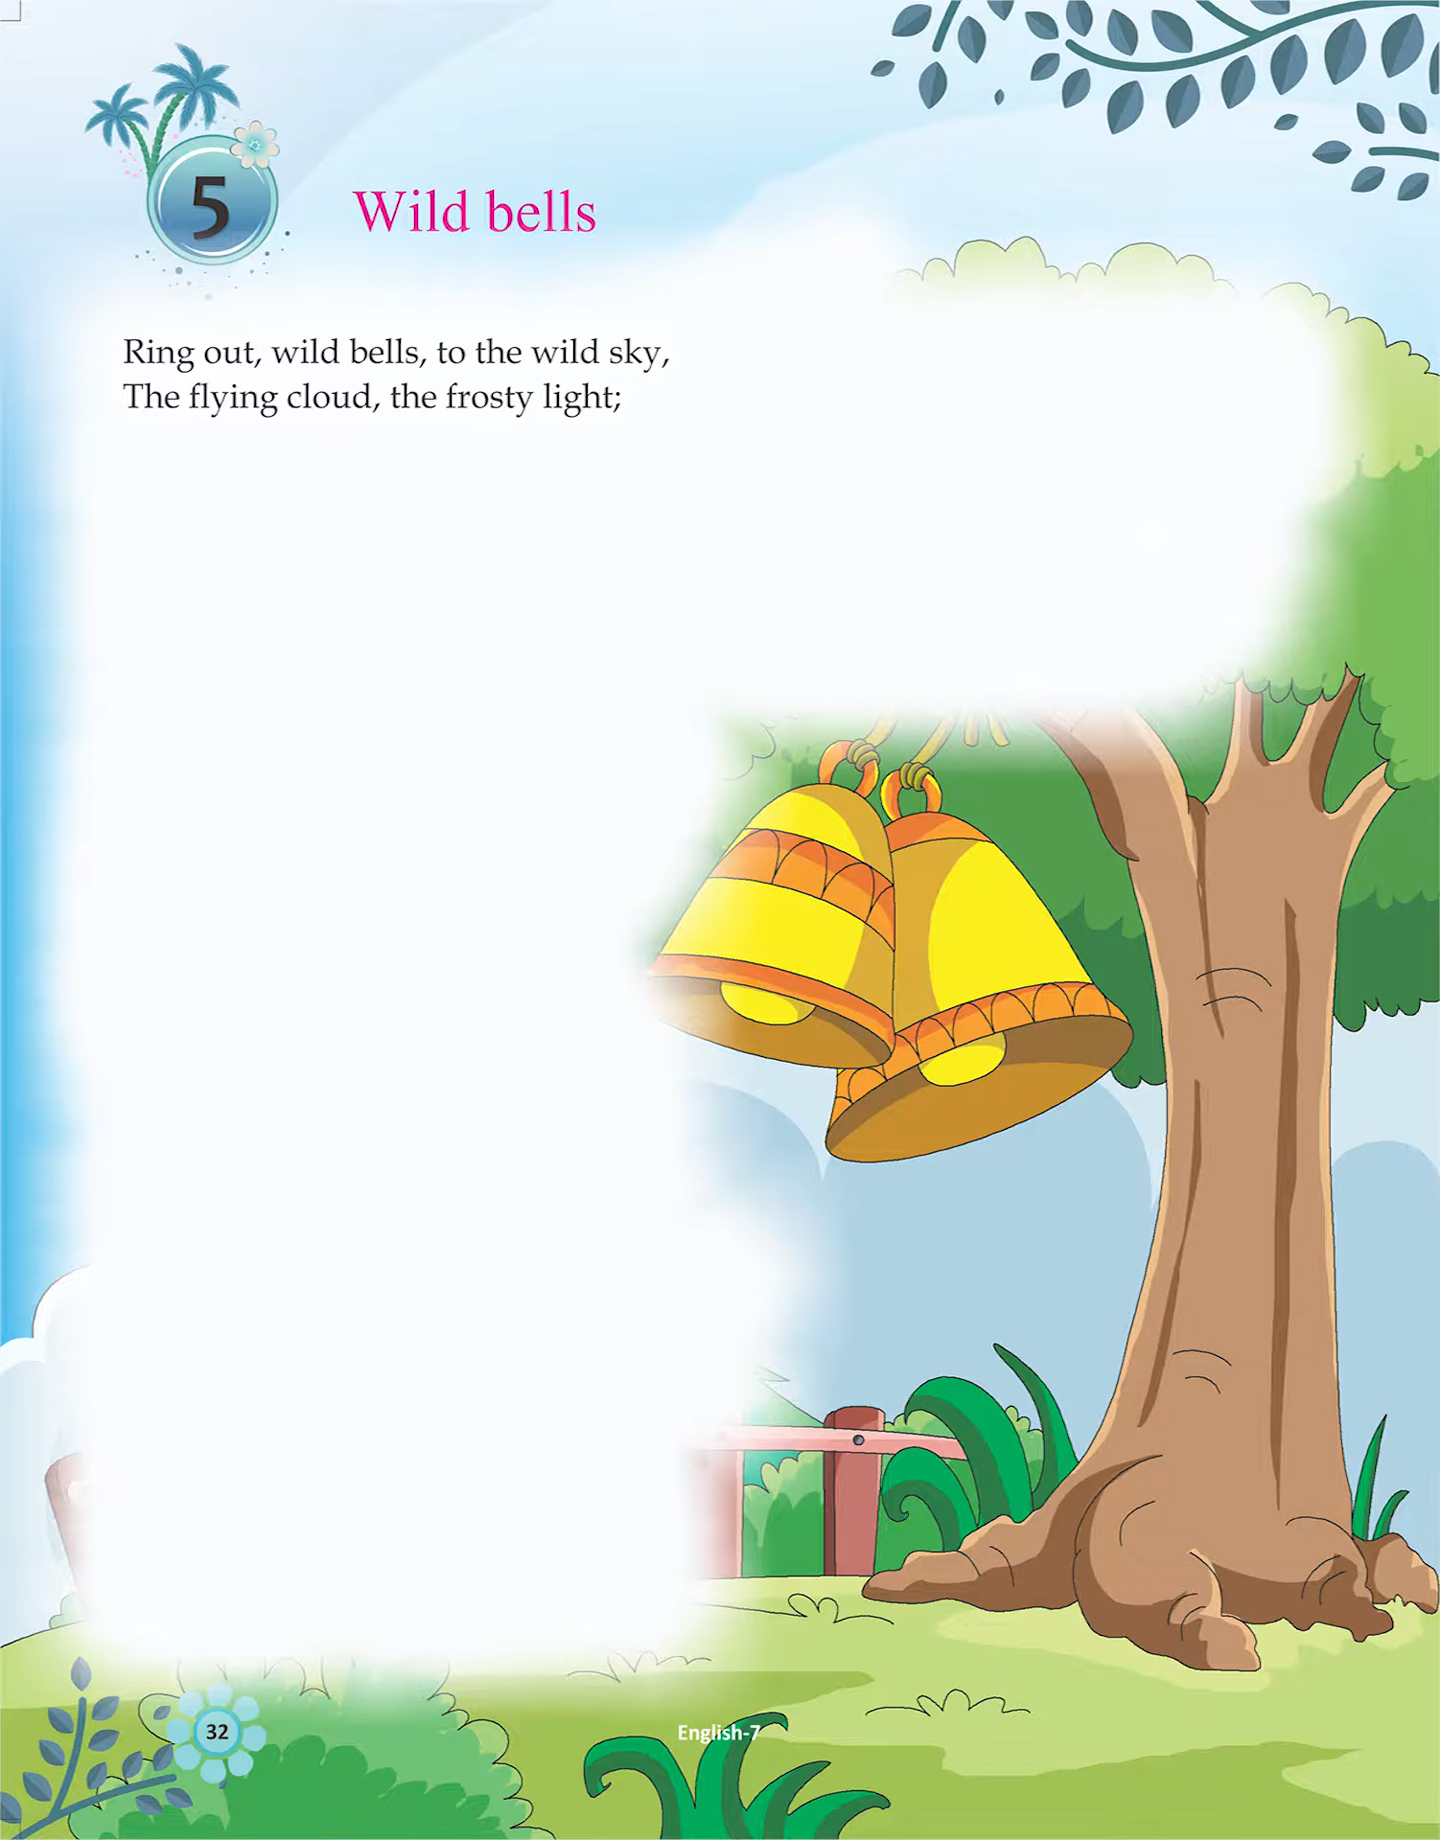 5
Wild bells
Ring out, wild bells, to the wild sky,
The flying cloud, the frosty light;
32
English-7